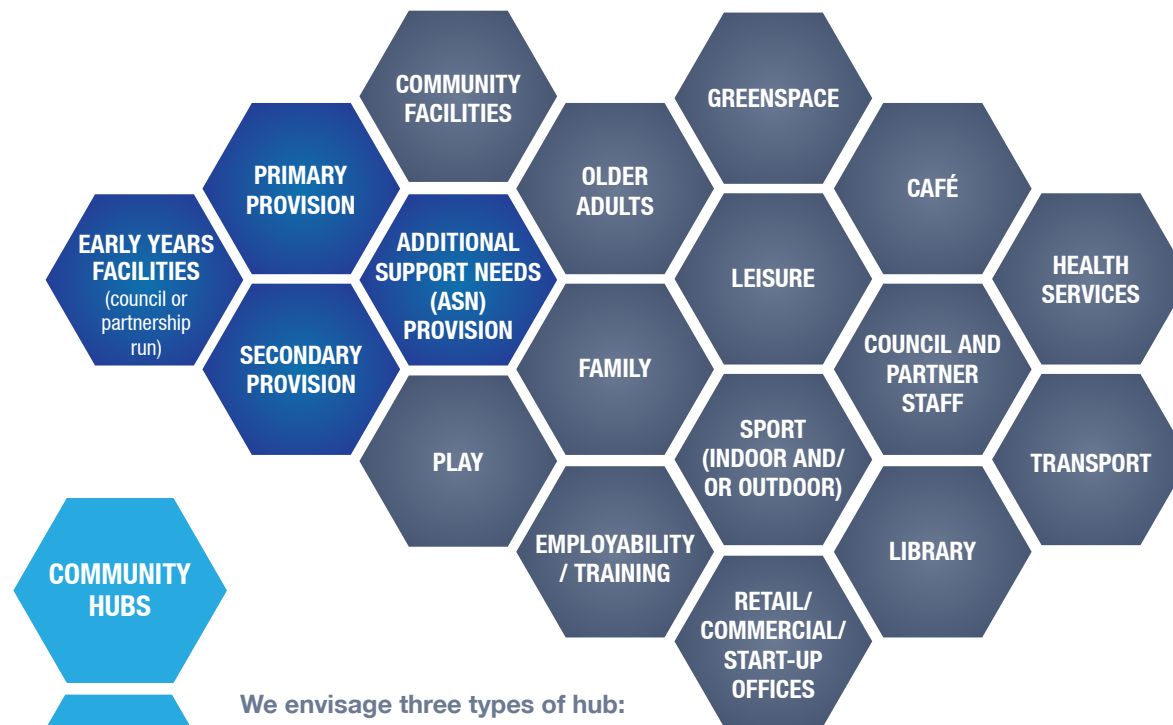 COMMUNITY
FACILITIES
GREENSPACE
PRIMARY
PROVISION
OLDER
ADULTS
CAFÉ
EARLY YEARS
FACILITIES
(council or
partnership
run)
ADDITIONAL
SUPPORT NEEDS
(ASN)
PROVISION
LEISURE
HEALTH
SERVICES
SECONDARY
PROVISION
FAMILY
COUNCIL AND
PARTNER
STAFF
PLAY
SPORT
(INDOOR AND/
OR OUTDOOR)
TRANSPORT
EMPLOYABILITY
/ TRAINING
LIBRARY
COMMUNITY
HUBS
RETAIL/
COMMERCIAL/
START-UP
OFFICES
We envisage three types of hub: